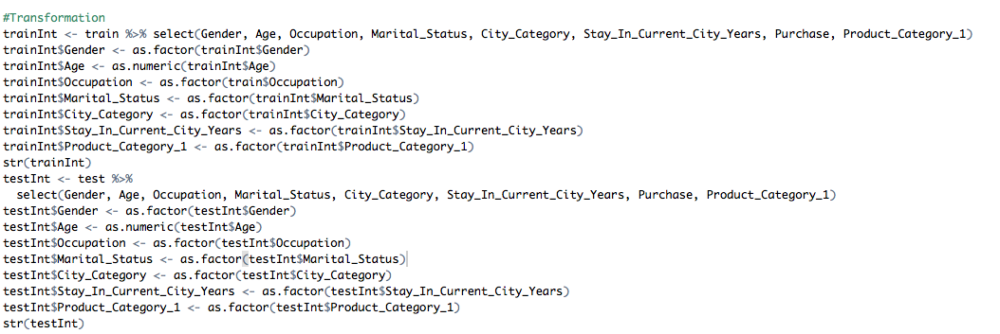 #Transformation
trainInt <- train %>% select(Gender, Age, Occupation, Marital_Status, City_Category, Stay_In_Current_City_Years, Purchase, Product_Category_1)
trainInt$Gender <- as.factor(trainInt$Gender)
trainInt$Age <- as.numeric(trainInt$Age)
trainInt$Occupation <- as.factor(train$Occupation)
trainInt$Marital_Status <- as.factor(trainInt$Marital_Status)
trainInt$City_Category <- as.factor(trainInt$City_Category)
trainInt$Stay_In_Current_City_Years <- as.factor(trainInt$Stay_In_Current_City_Years)
trainInt$Product_Category_1 <- as.factor(trainInt$Product_Category_1)
str(trainInt)
testInt <- test %>%
  select(Gender, Age, Occupation, Marital_Status, City_Category, Stay_In_Current_City_Years, Purchase, Product_Category_1)
testInt$Gender <- as.factor(testInt$Gender)
testInt$Age <- as.numeric(testInt$Age)
testInt$Occupation <- as.factor(testInt$Occupation)
testInt$Marital_Status <- as.factor(testInt$Marital_Status)
testInt$City_Category <- as.factor(testInt$City_Category)
testInt$Stay_In_Current_City_Years <- as.factor(testInt$Stay_In_Current_City_Years)
testInt$Product_Category_1 <- as.factor(testInt$Product_Category_1)
str(testInt)